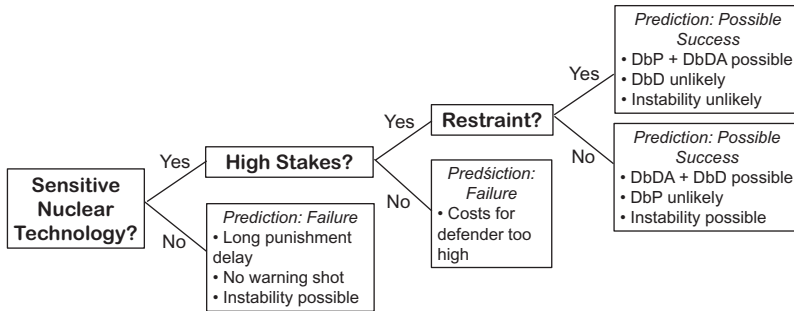 Sensitive
Nuclear
Technology?
Yes
No
High Stakes?
Prediction: Failure
• Long punishment
delay
• No warning shot
• Instability possible
Yes
No
Restraint?
Predśiction:
Failure
• Costs for
defender too
high
Yes
No
Prediction: Possible
Success
• DbP + DbDA possible
• DbD unlikely
• Instability unlikely
Prediction: Possible
Success
• DbDA + DbD possible
• DbP unlikely
• Instability possible